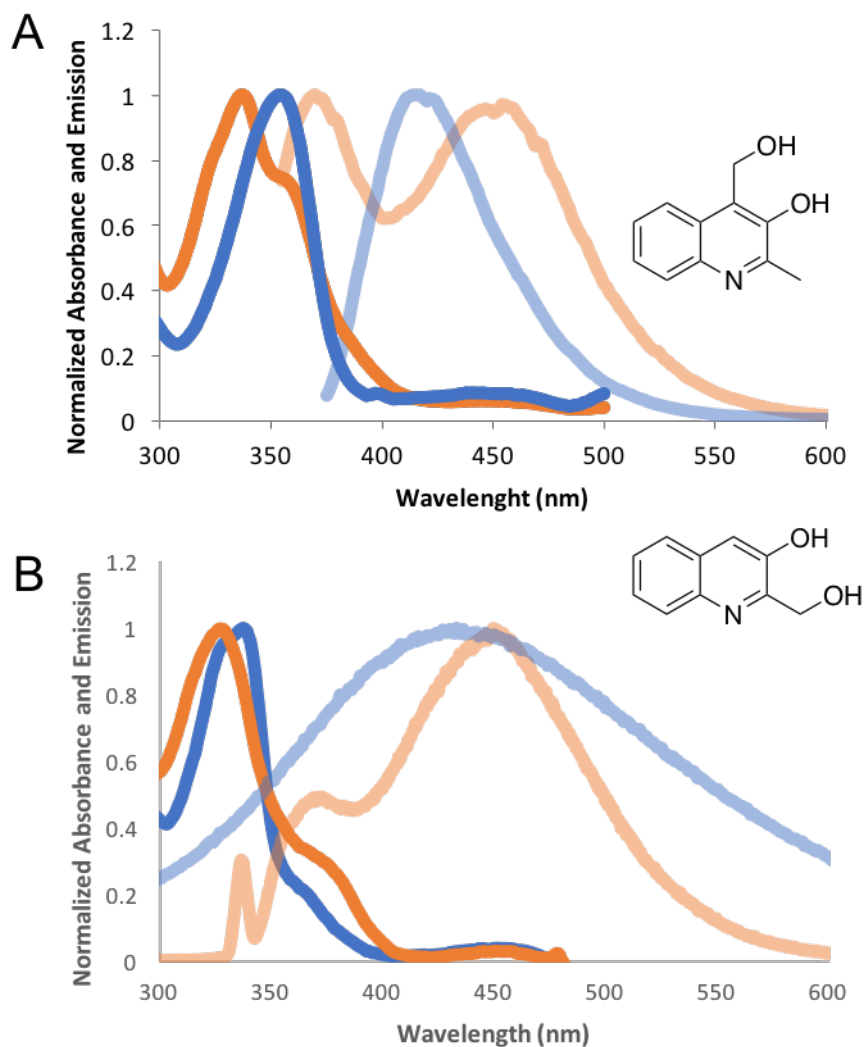 A
Normalized Absorbance and Emission
1.2
1
0.8
0.6
0.4
0.2
0
300
350
400
450
500
550
600
Wavelenght (nm)
OH
OH
N
B
Normalized Absorbance and Emission
1.2
1
0.8
0.6
0.4
0.2
0
300
350
400
450
500
550
600
Wavelength (nm)
OH
OH
N